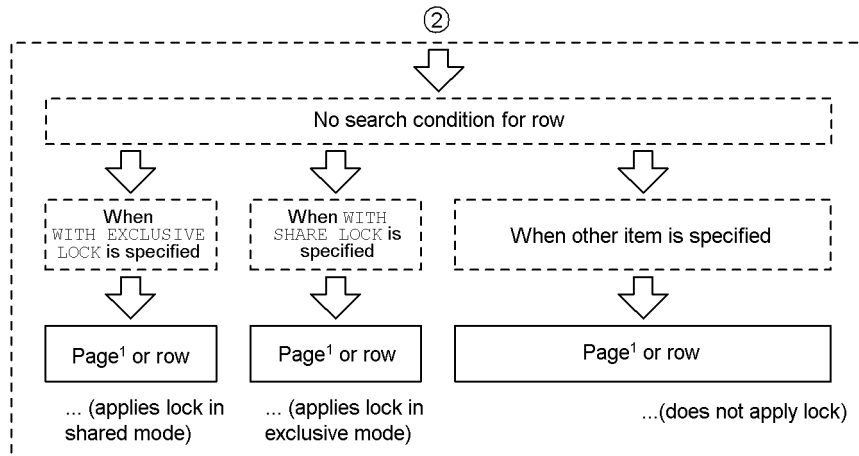 ②
No search condition for row
When
WITH EXCLUSIVE
LOCK is specified
When WITH
SHARE LOCK is
specified
When other item is specified
Page¹ or row
Page¹ or row
Page¹ or row
... (applies lock in
shared mode)
... (applies lock in
exclusive mode)
...(does not apply lock)